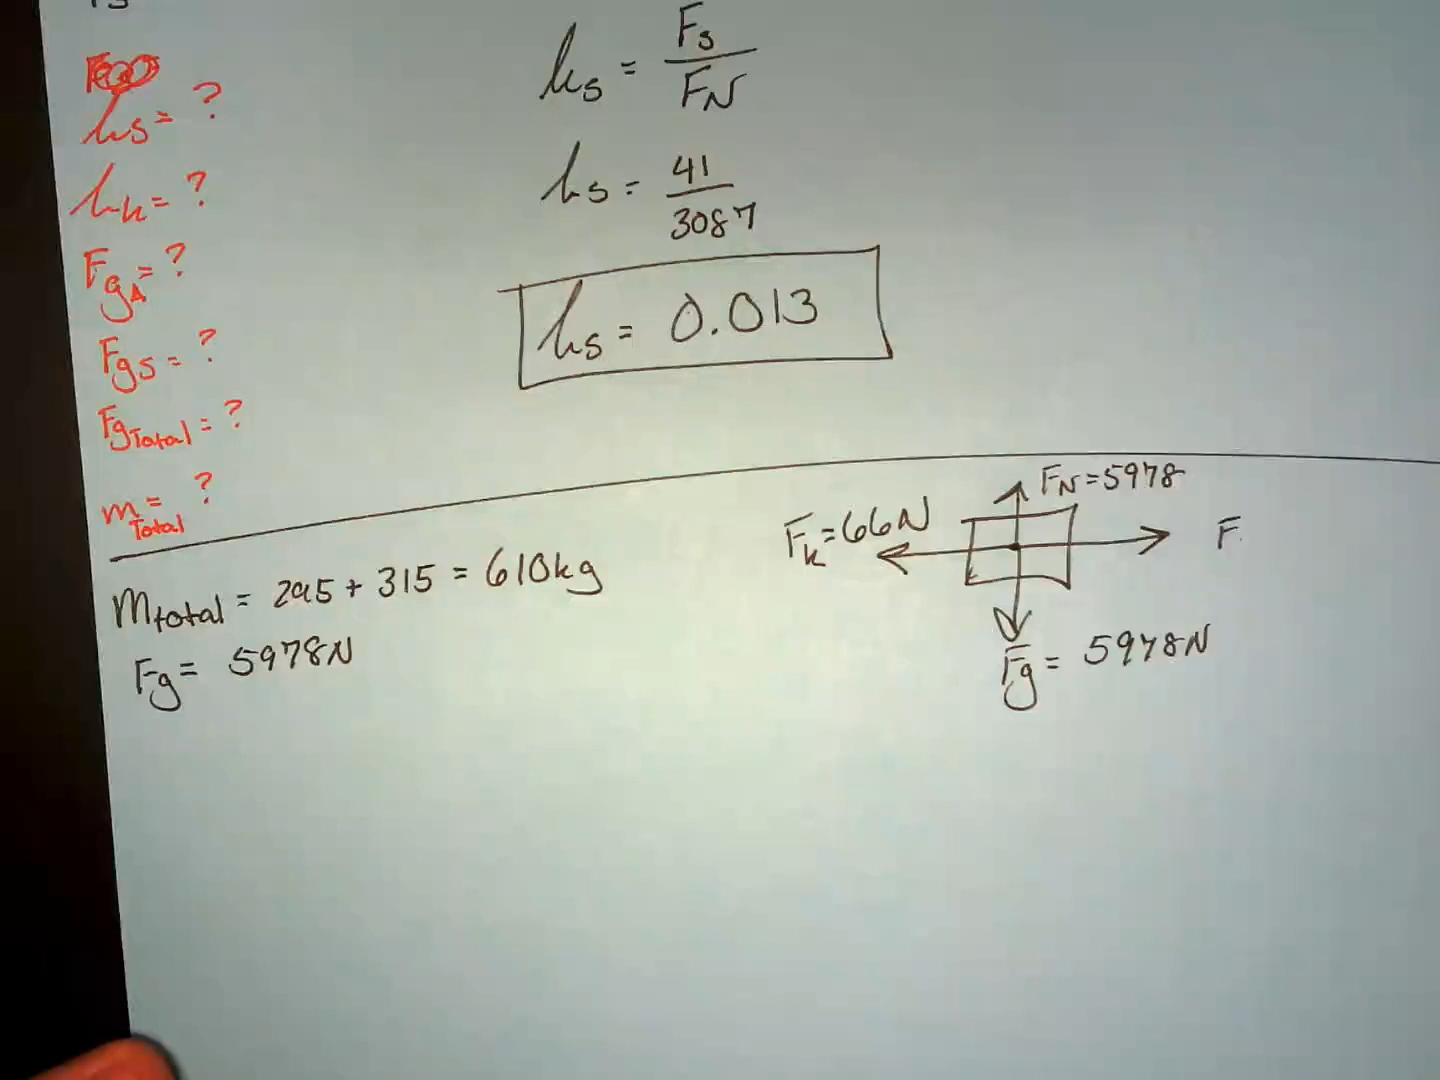 μs = ?
μk = ?
FgA = ?
Fgs = ?
FgTotal = ?
mTotal = ?
μs = Fs / FN
μs = 41 / 3087
μs = 0.013
mtotal = 295 + 315 = 610kg
Fg = 5978N
FN = 5978
Fk = 66N
F
Fg = 5978N